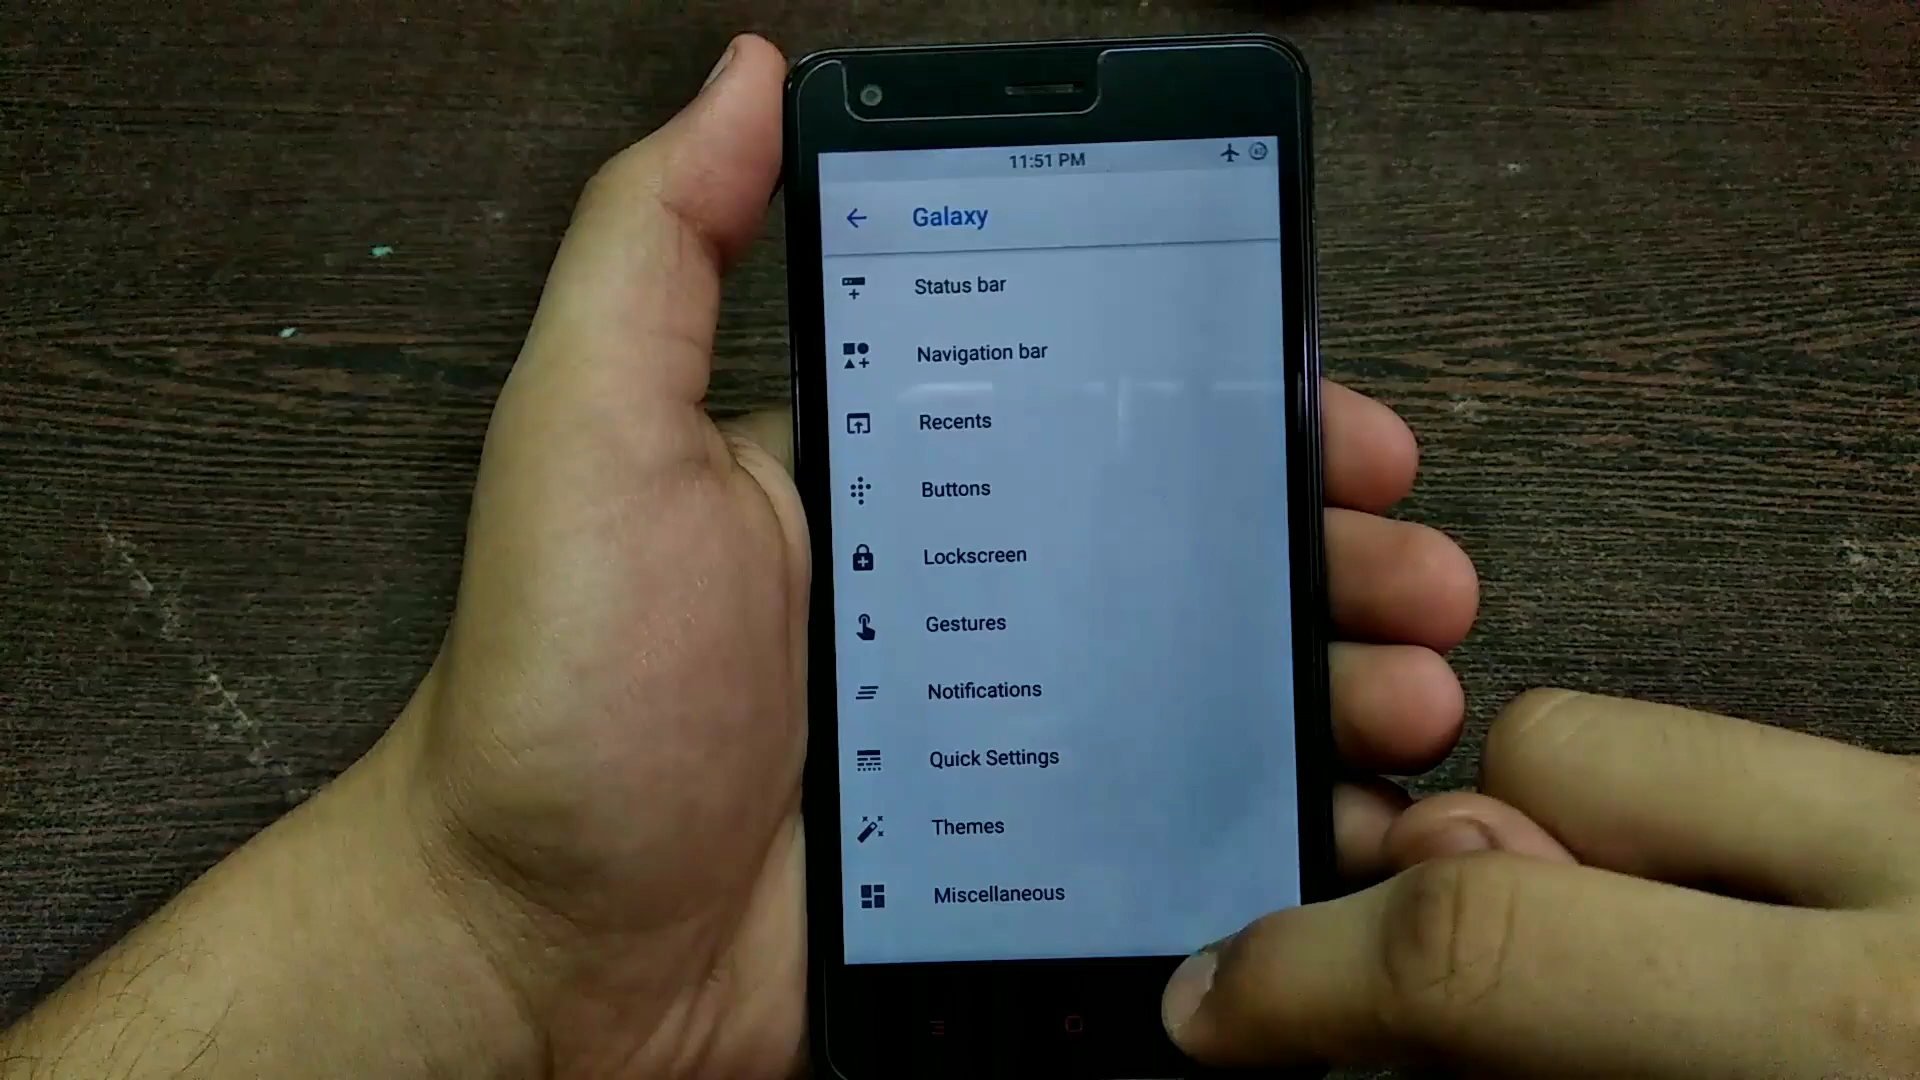 11:51 PM
Galaxy
Status bar
Navigation bar
Recents
Buttons
Lockscreen
Gestures
Notifications
Quick Settings
Themes
Miscellaneous